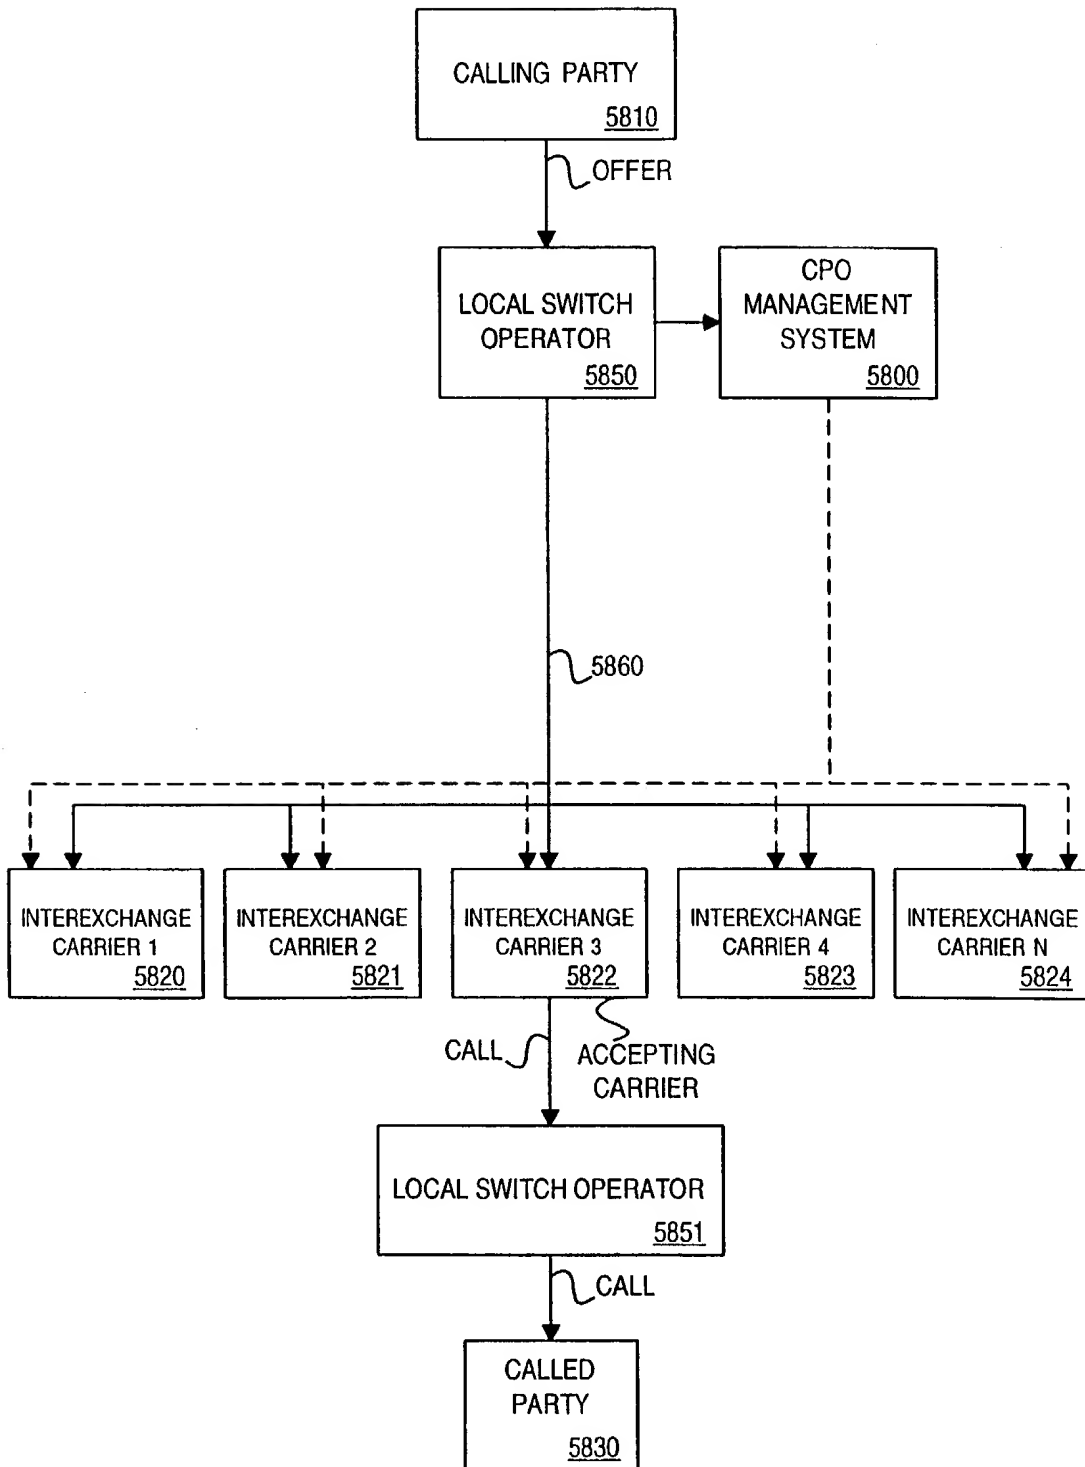 CALLING PARTY
5810
OFFER
LOCAL SWITCH
OPERATOR
5850
CPO
MANAGEMENT
SYSTEM
5800
5860
INTEREXCHANGE
CARRIER 1
5820
INTEREXCHANGE
CARRIER 2
5821
INTEREXCHANGE
CARRIER 3
5822
INTEREXCHANGE
CARRIER 4
5823
INTEREXCHANGE
CARRIER N
5824
CALL
ACCEPTING
CARRIER
LOCAL SWITCH OPERATOR
5851
CALL
CALLED
PARTY
5830